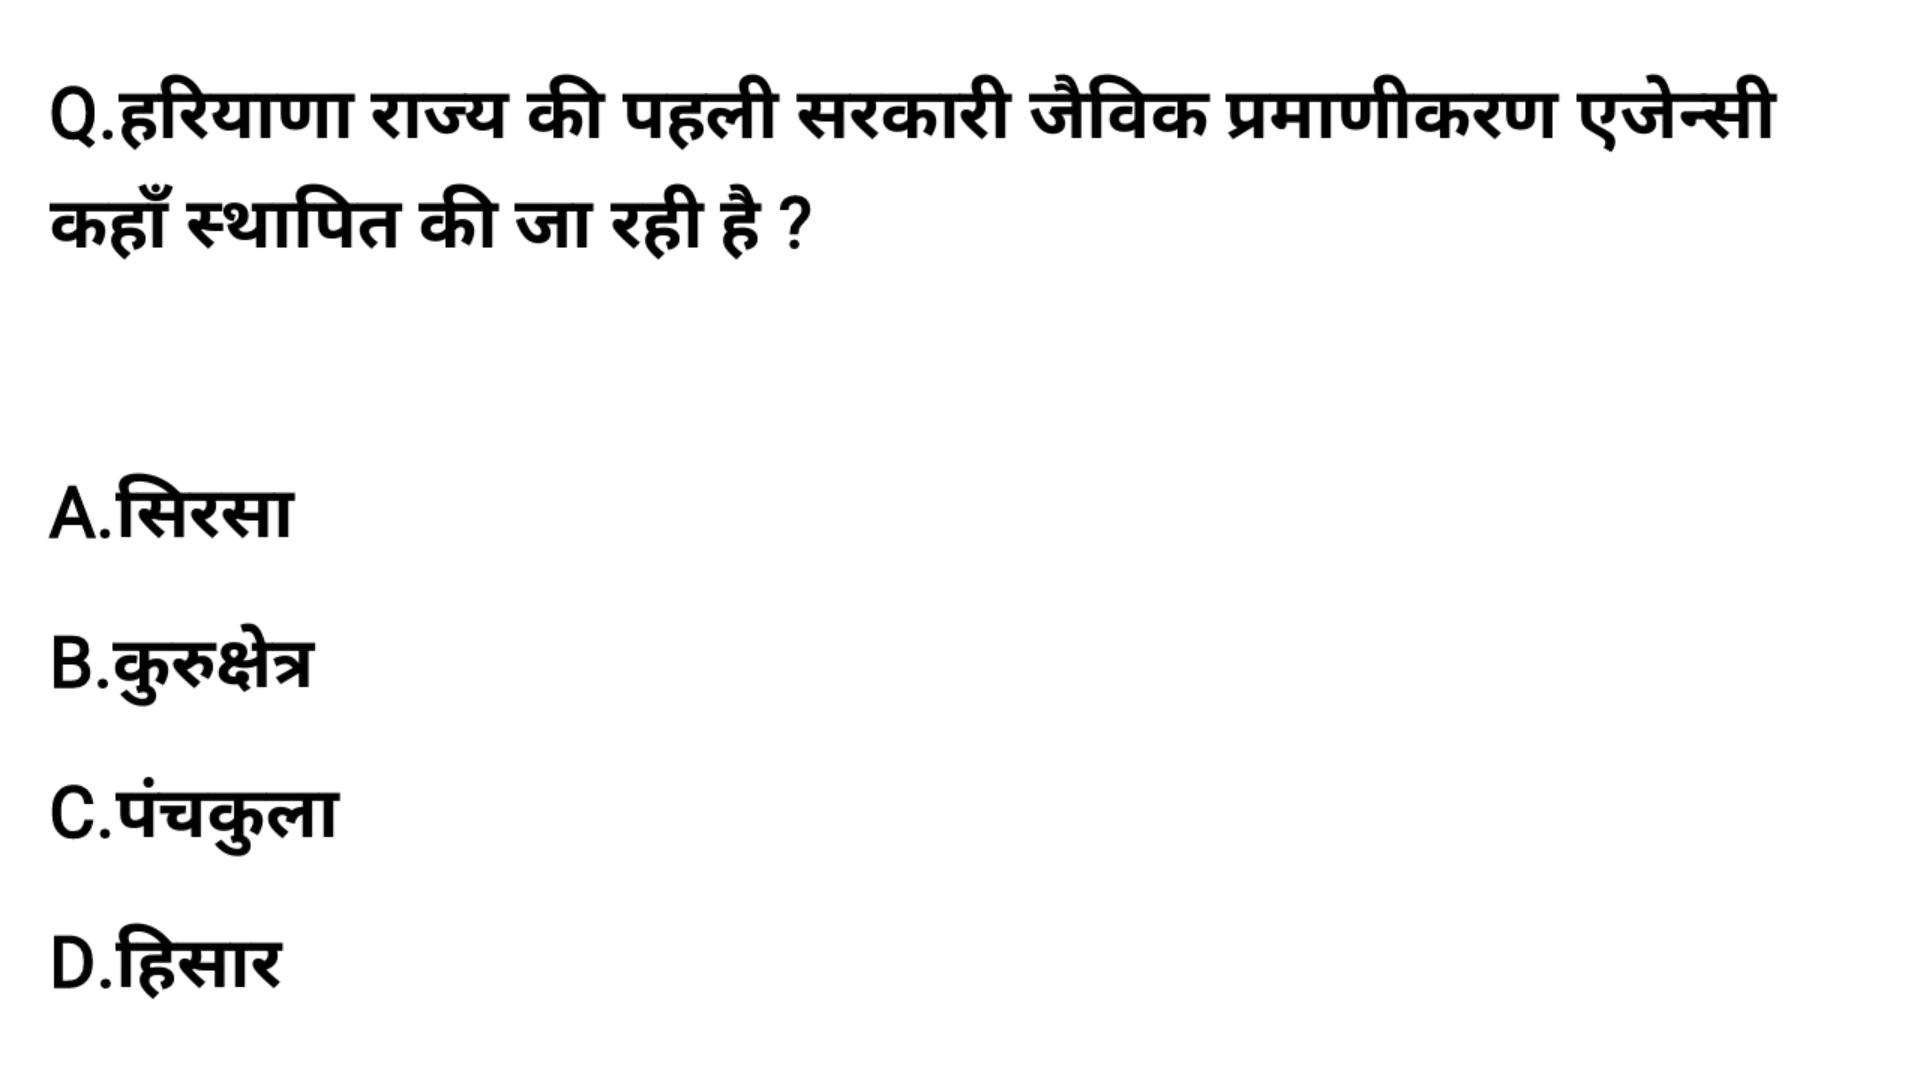 Q.हरियाणा राज्य की पहली सरकारी जैविक प्रमाणीकरण एजेन्सी
कहाँ स्थापित की जा रही है ?
A.सिरसा
B.कुरुक्षेत्र
C.पंचकुला
D.हिसार